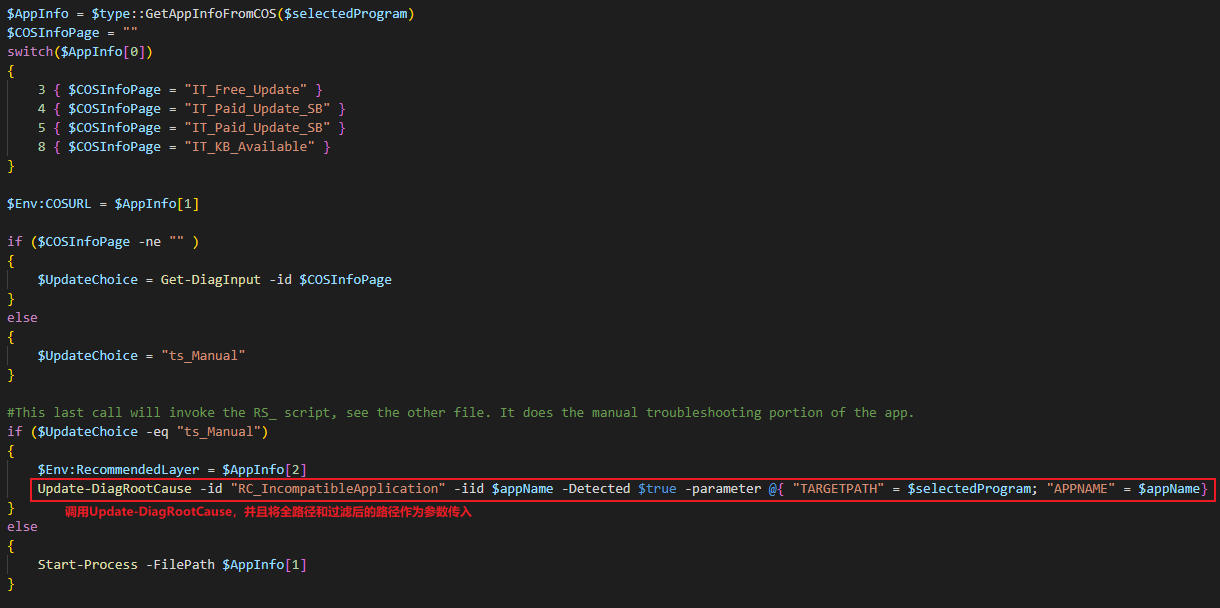 $AppInfo = $type::GetAppInfoFromCOS($selectedProgram)
$COSInfoPage = ""
switch($AppInfo[0])
{
    3 { $COSInfoPage = "IT_Free_Update" }
    4 { $COSInfoPage = "IT_Paid_Update_SB" }
    5 { $COSInfoPage = "IT_Paid_Update_SB" }
    8 { $COSInfoPage = "IT_KB_Available" }
}
$Env:COSURL = $AppInfo[1]
if ($COSInfoPage -ne "" )
{
    $UpdateChoice = Get-DiagInput -id $COSInfoPage
}
else
{
    $UpdateChoice = "ts_Manual"
}
#This last call will invoke the RS_ script, see the other file. It does the manual troubleshooting portion of the app.
if ($UpdateChoice -eq "ts_Manual")
{
    $Env:RecommendedLayer = $AppInfo[2]
    Update-DiagRootCause -id "RC_IncompatibleApplication" -iid $appName -Detected $true -parameter @{ "TARGETPATH" = $selectedProgram; "APPNAME" = $appName}
}
调用Update-DiagRootCause，并且将全路径和过滤后的路径作为参数传入
else
{
    Start-Process -FilePath $AppInfo[1]
}